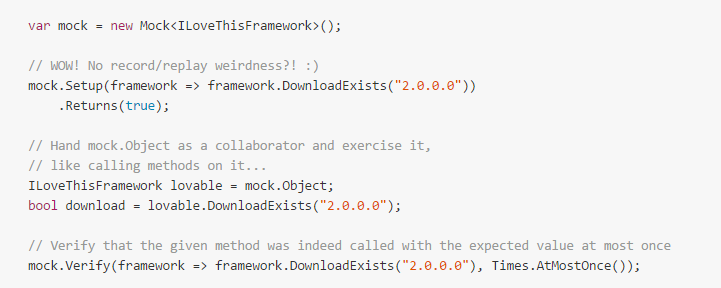 var mock = new Mock<ILoveThisFramework>();
// WOW! No record/replay weirdness?! :)
mock.Setup(framework => framework.DownloadExists("2.0.0.0"))
.Returns(true);
// Hand mock.Object as a collaborator and exercise it,
// like calling methods on it...
ILoveThisFramework lovable = mock.Object;
bool download = lovable.DownloadExists("2.0.0.0");
// Verify that the given method was indeed called with the expected value at most once
mock.Verify(framework => framework.DownloadExists("2.0.0.0"), Times.AtMostOnce());